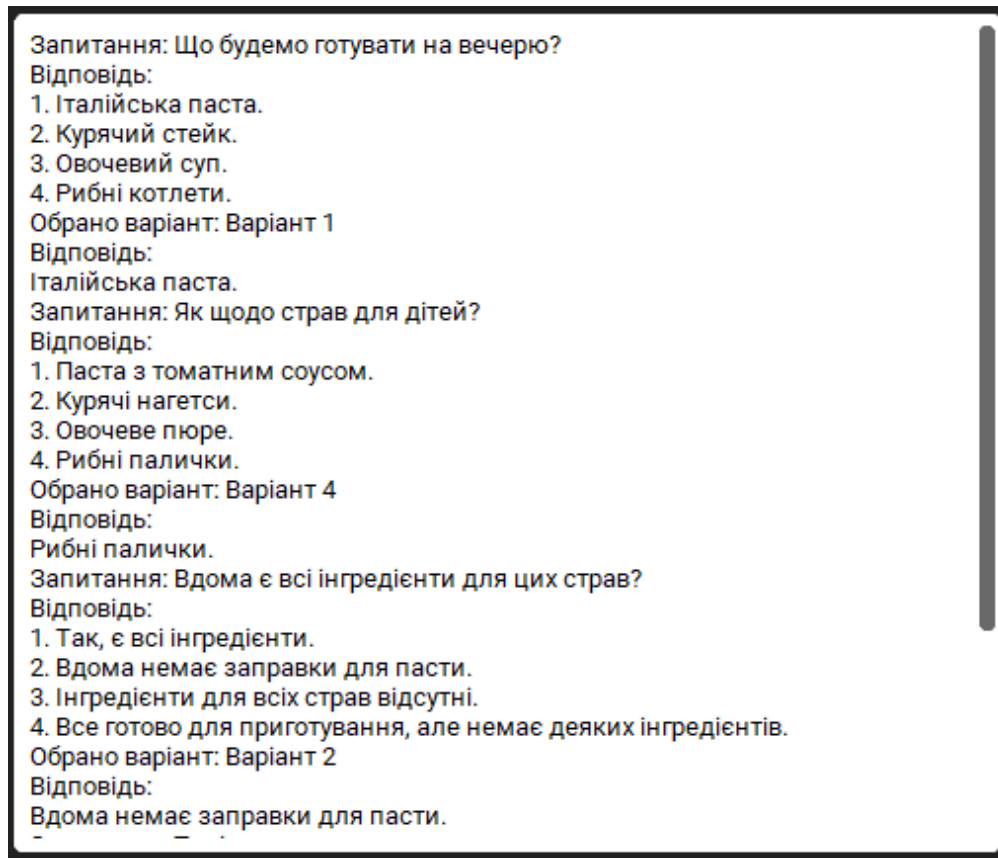 Запитання: Що будемо готувати на вечерю?
Відповідь:
1. Італійська паста.
2. Курячий стейк.
3. Овочевий суп.
4. Рибні котлети.
Обрано варіант: Варіант 1
Відповідь:
Італійська паста.
Запитання: Як щодо страв для дітей?
Відповідь:
1. Паста з томатним соусом.
2. Курячі нагетси.
3. Овочеве пюре.
4. Рибні палички.
Обрано варіант: Варіант 4
Відповідь:
Рибні палички.
Запитання: Вдома є всі інгредієнти для цих страв?
Відповідь:
1. Так, є всі інгредієнти.
2. Вдома немає заправки для пасти.
3. Інгредієнти для всіх страв відсутні.
4. Все готово для приготування, але немає деяких інгредієнтів.
Обрано варіант: Варіант 2
Відповідь:
Вдома немає заправки для пасти.